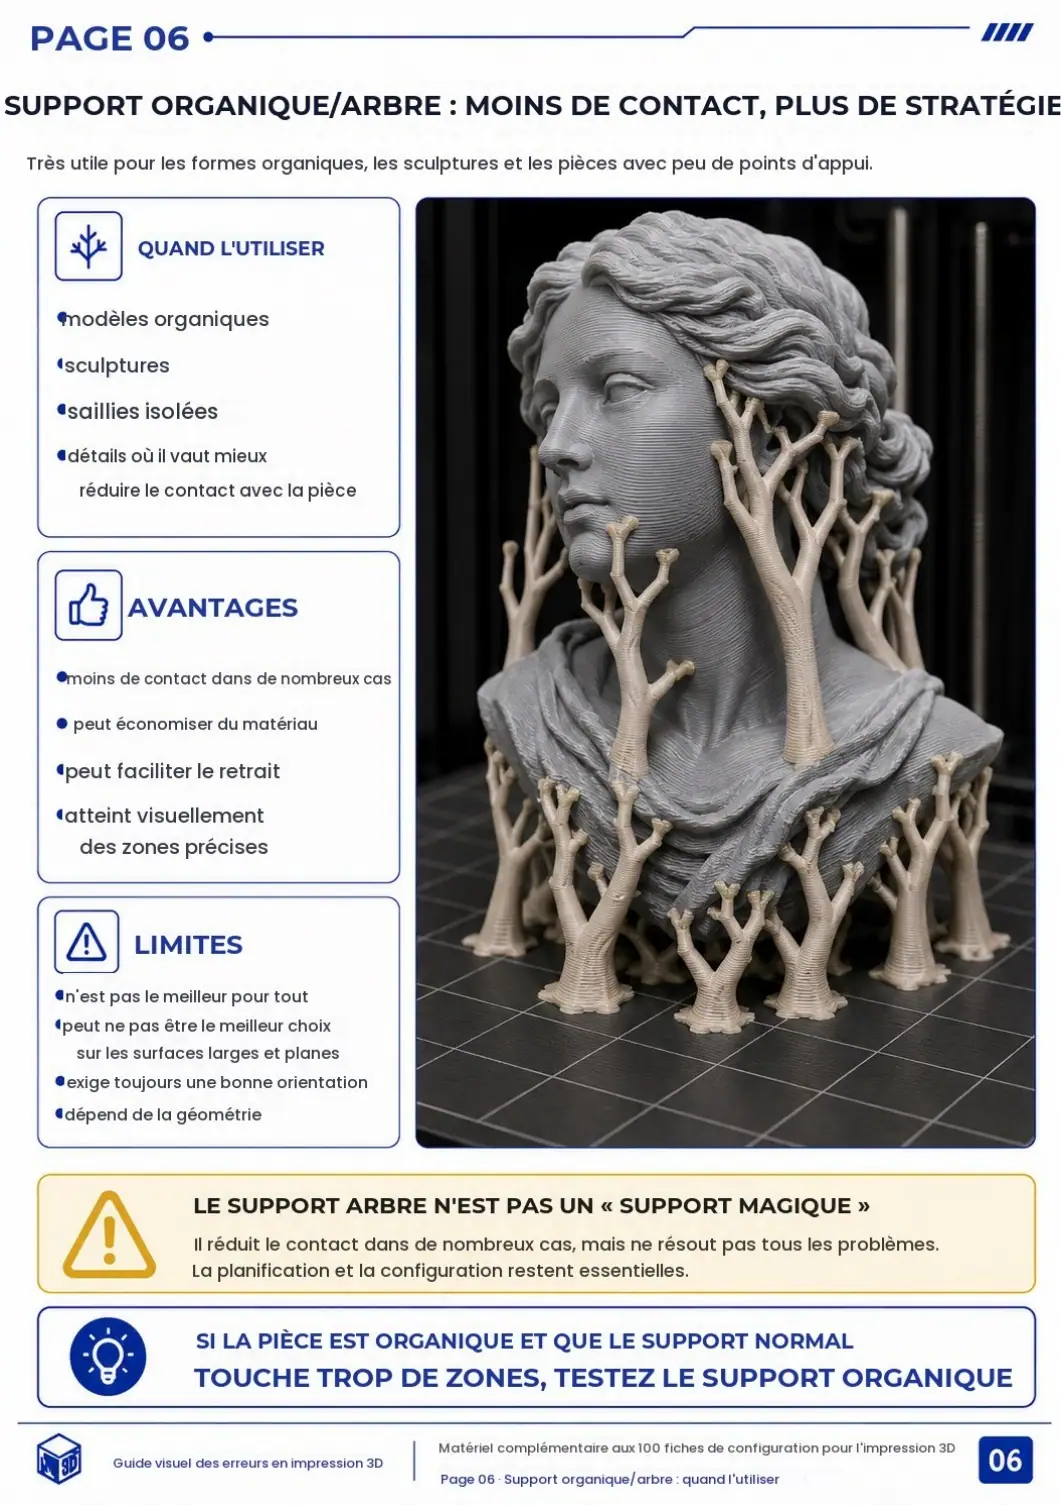 PAGE 06
SUPPORT ORGANIQUE/ARBRE : MOINS DE CONTACT, PLUS DE STRATÉGIE
Très utile pour les formes organiques, les sculptures et les pièces avec peu de points d'appui.
QUAND L'UTILISER
modèles organiques
sculptures
saillies isolées
détails où il vaut mieux
réduire le contact avec la pièce
AVANTAGES
moins de contact dans de nombreux cas
peut économiser du matériau
peut faciliter le retrait
atteint visuellement
des zones précises
LIMITES
n'est pas le meilleur pour tout
peut ne pas être le meilleur choix
sur les surfaces larges et planes
exige toujours une bonne orientation
dépend de la géométrie
LE SUPPORT ARBRE N'EST PAS UN « SUPPORT MAGIQUE »
Il réduit le contact dans de nombreux cas, mais ne résout pas tous les problèmes.
La planification et la configuration restent essentielles.
SI LA PIÈCE EST ORGANIQUE ET QUE LE SUPPORT NORMAL
TOUCHE TROP DE ZONES, TESTEZ LE SUPPORT ORGANIQUE
3D
Guide visuel des erreurs en impression 3D
Matériel complémentaire aux 100 fiches de configuration pour l'impression 3D
Page 06 · Support organique/arbre : quand l'utiliser
06